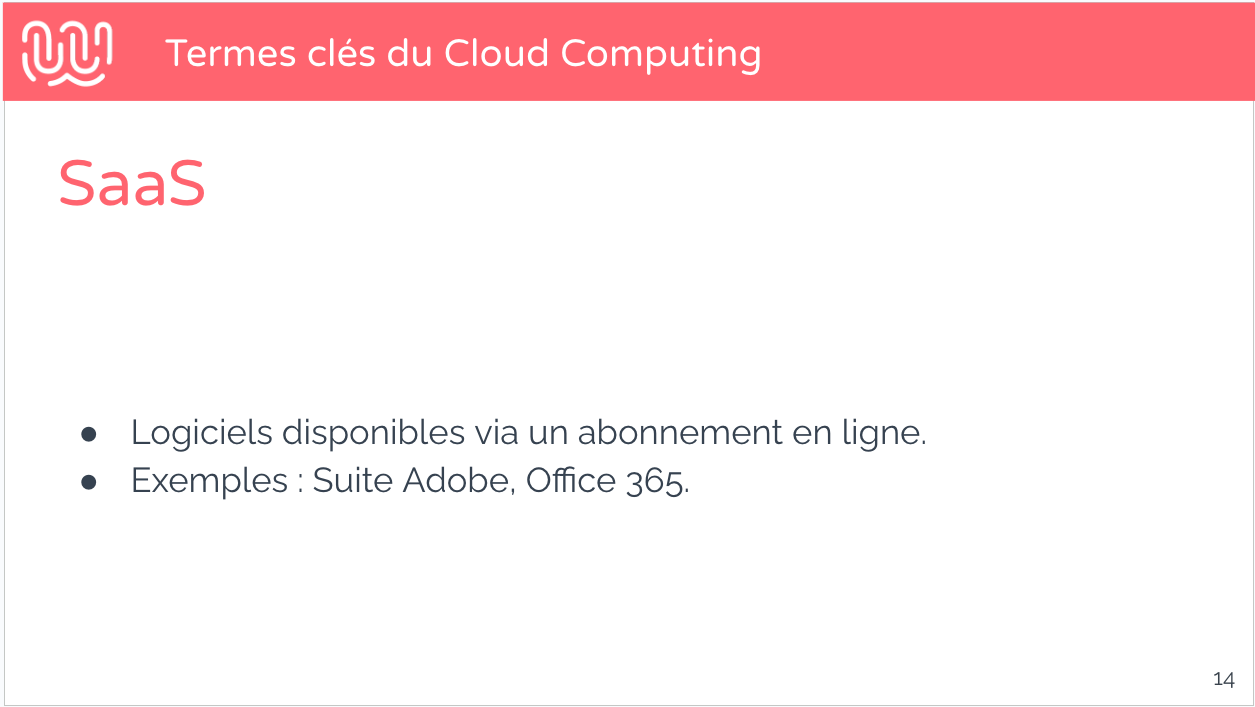 Termes clés du Cloud Computing
SaaS
● Logiciels disponibles via un abonnement en ligne.
● Exemples : Suite Adobe, Office 365.
14